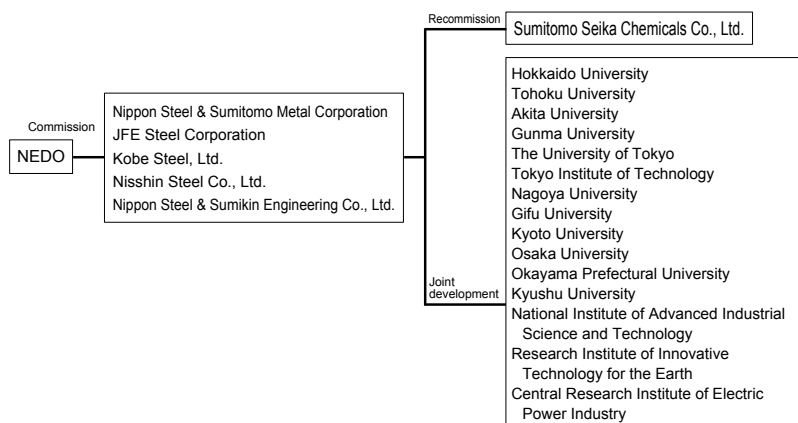 Commission
NEDO
Nippon Steel & Sumitomo Metal Corporation
JFE Steel Corporation
Kobe Steel, Ltd.
Nisshin Steel Co., Ltd.
Nippon Steel & Sumikin Engineering Co., Ltd.
Recommission
Sumitomo Seika Chemicals Co., Ltd.
Joint
development
Hokkaido University
Tohoku University
Akita University
Gunma University
The University of Tokyo
Tokyo Institute of Technology
Nagoya University
Gifu University
Kyoto University
Osaka University
Okayama Prefectural University
Kyushu University
National Institute of Advanced Industrial
Science and Technology
Research Institute of Innovative
Technology for the Earth
Central Research Institute of Electric
Power Industry